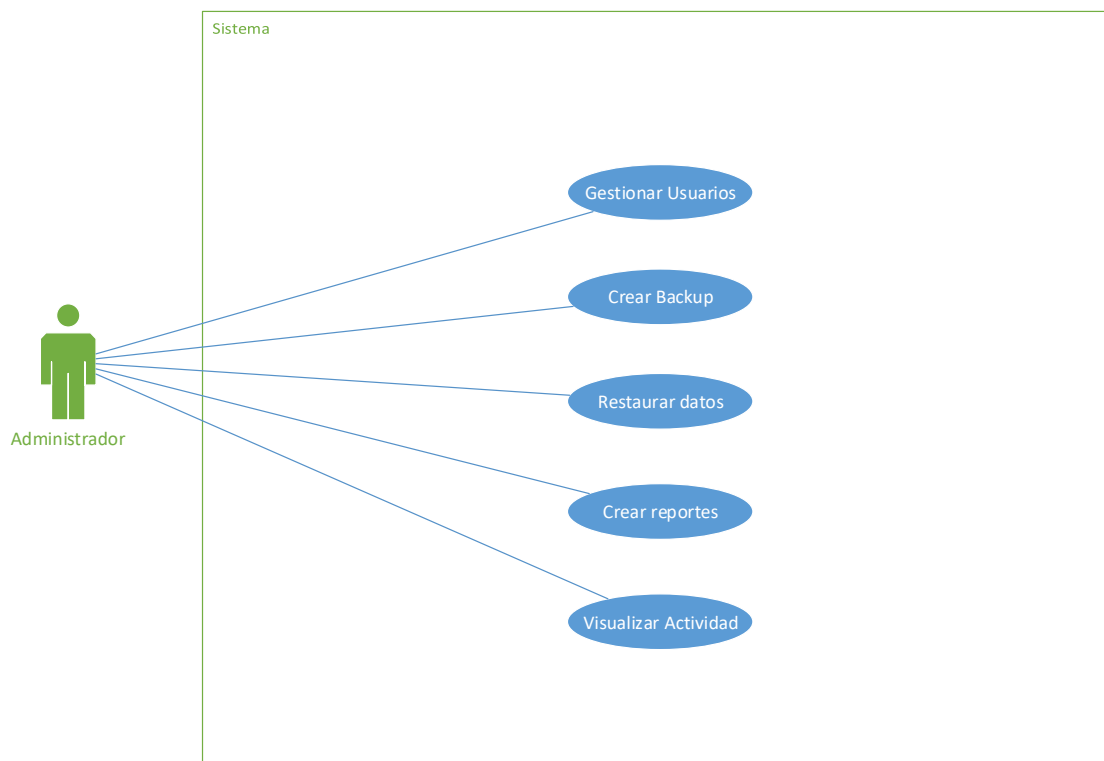 Sistema
Gestionar Usuarios
Crear Backup
Restaurar datos
Administrador
Crear reportes
Visualizar Actividad